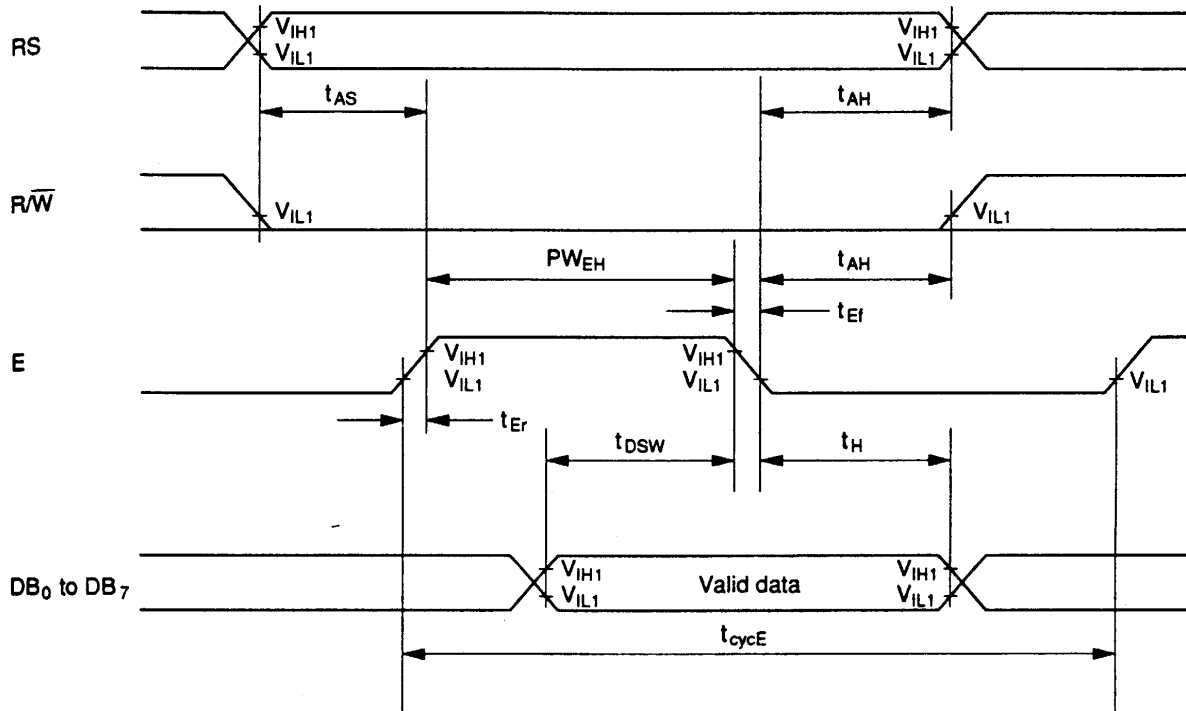 RS
V_IH1
V_IL1
V_IH1
V_IL1
t_AS
t_AH
R/W̅
V_IL1
V_IL1
PW_EH
t_AH
t_Ef
E
V_IH1
V_IL1
V_IH1
V_IL1
V_IL1
t_Er
t_DSW
t_H
DB₀ to DB₇
V_IH1
V_IL1
Valid data
V_IH1
V_IL1
t_cycE